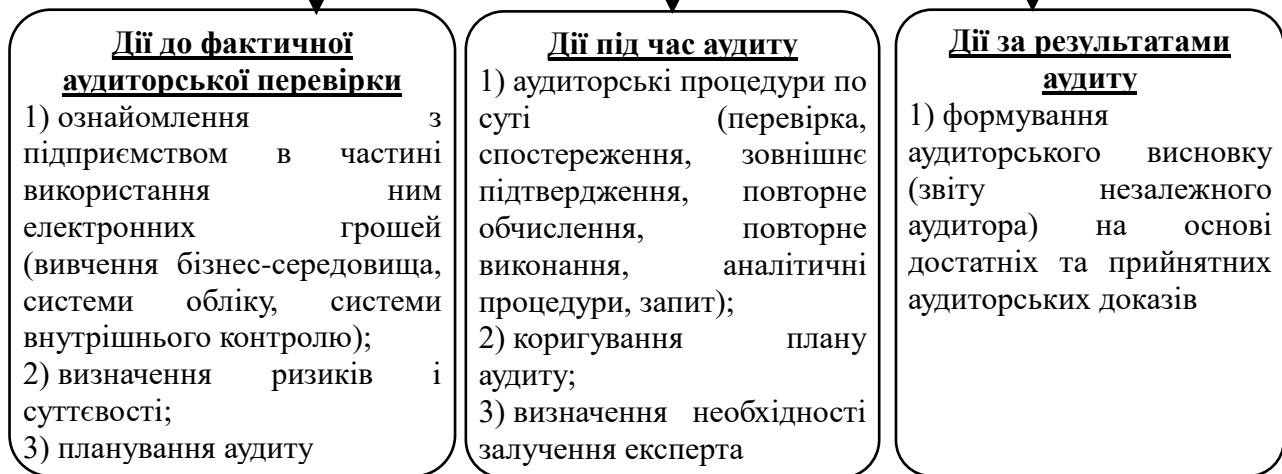 Дії до фактичної
аудиторської перевірки
1) ознайомлення з
підприємством в частині
використання ним
електронних грошей
(вивчення бізнес-середовища,
системи обліку, системи
внутрішнього контролю);
2) визначення ризиків і
суттєвості;
3) планування аудиту
Дії під час аудиту
1) аудиторські процедури по
суті (перевірка,
спостереження, зовнішнє
підтвердження, повторне
обчислення, повторне
виконання, аналітичні
процедури, запит);
2) коригування плану
аудиту;
3) визначення необхідності
залучення експерта
Дії за результатами
аудиту
1) формування
аудиторського висновку
(звіту незалежного
аудитора) на основі
достатніх та прийнятних
аудиторських доказів